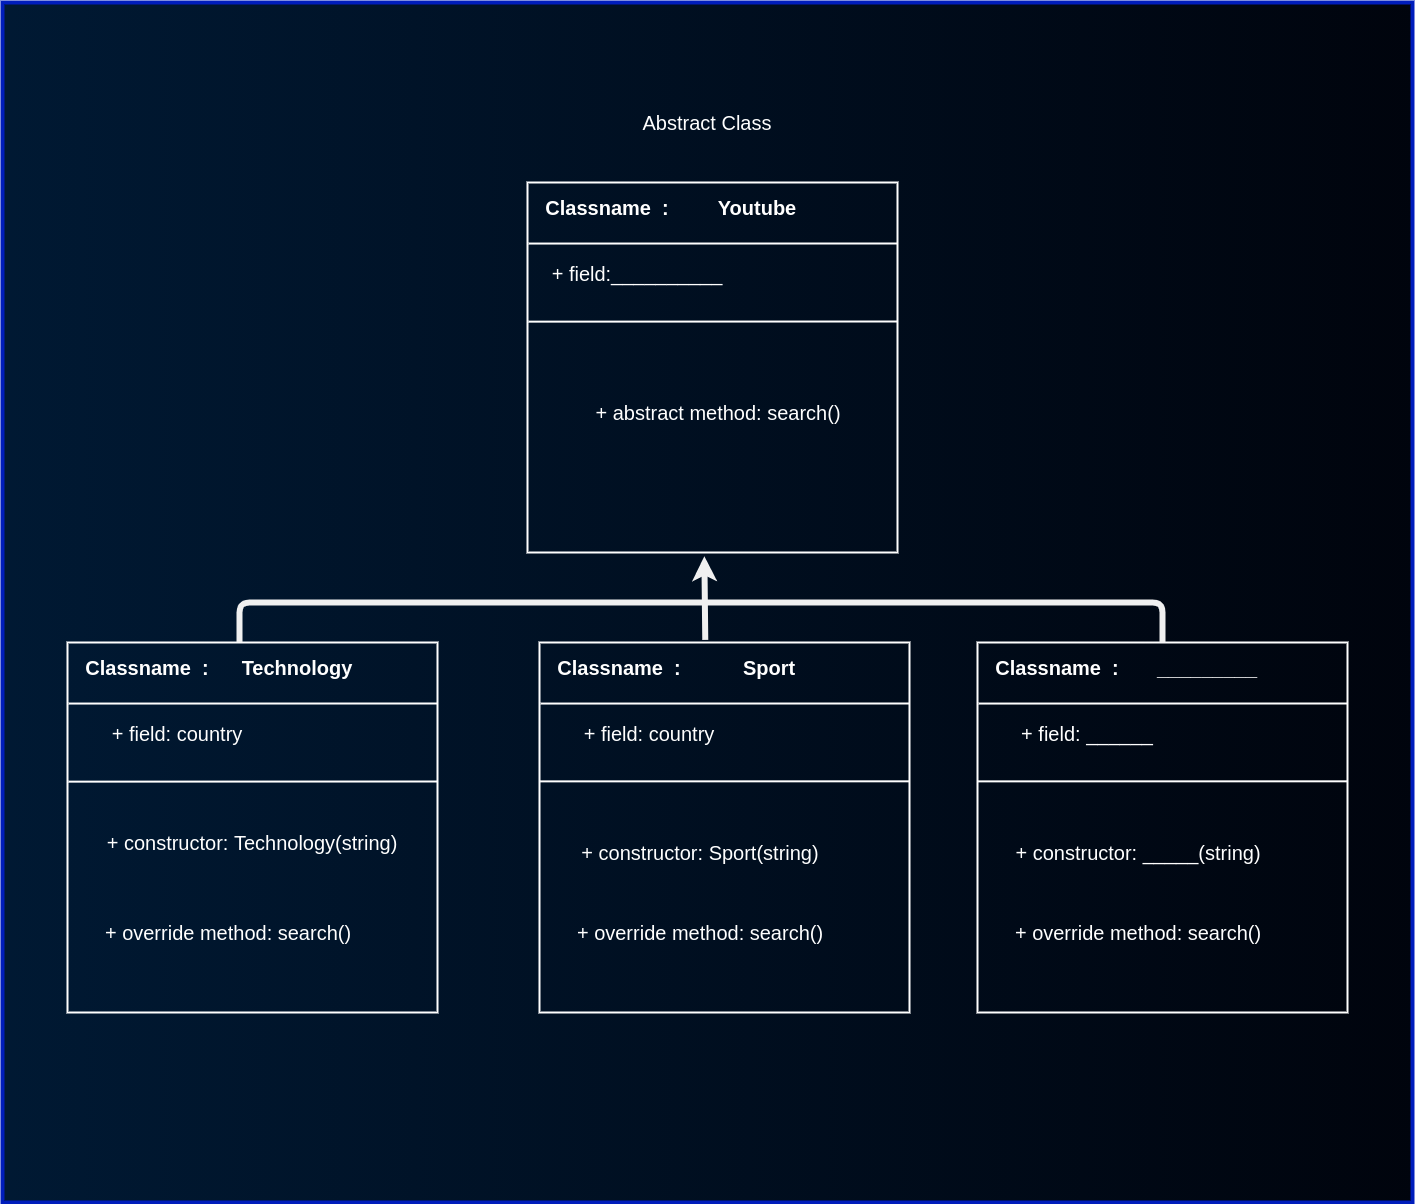 Abstract Class
Classname : Youtube
+ field:__________
+ abstract method: search()
Classname : Technology
+ field: country
+ constructor: Technology(string)
+ override method: search()
Classname : Sport
+ field: country
+ constructor: Sport(string)
+ override method: search()
Classname : _________
+ field: ______
+ constructor: _____(string)
+ override method: search()